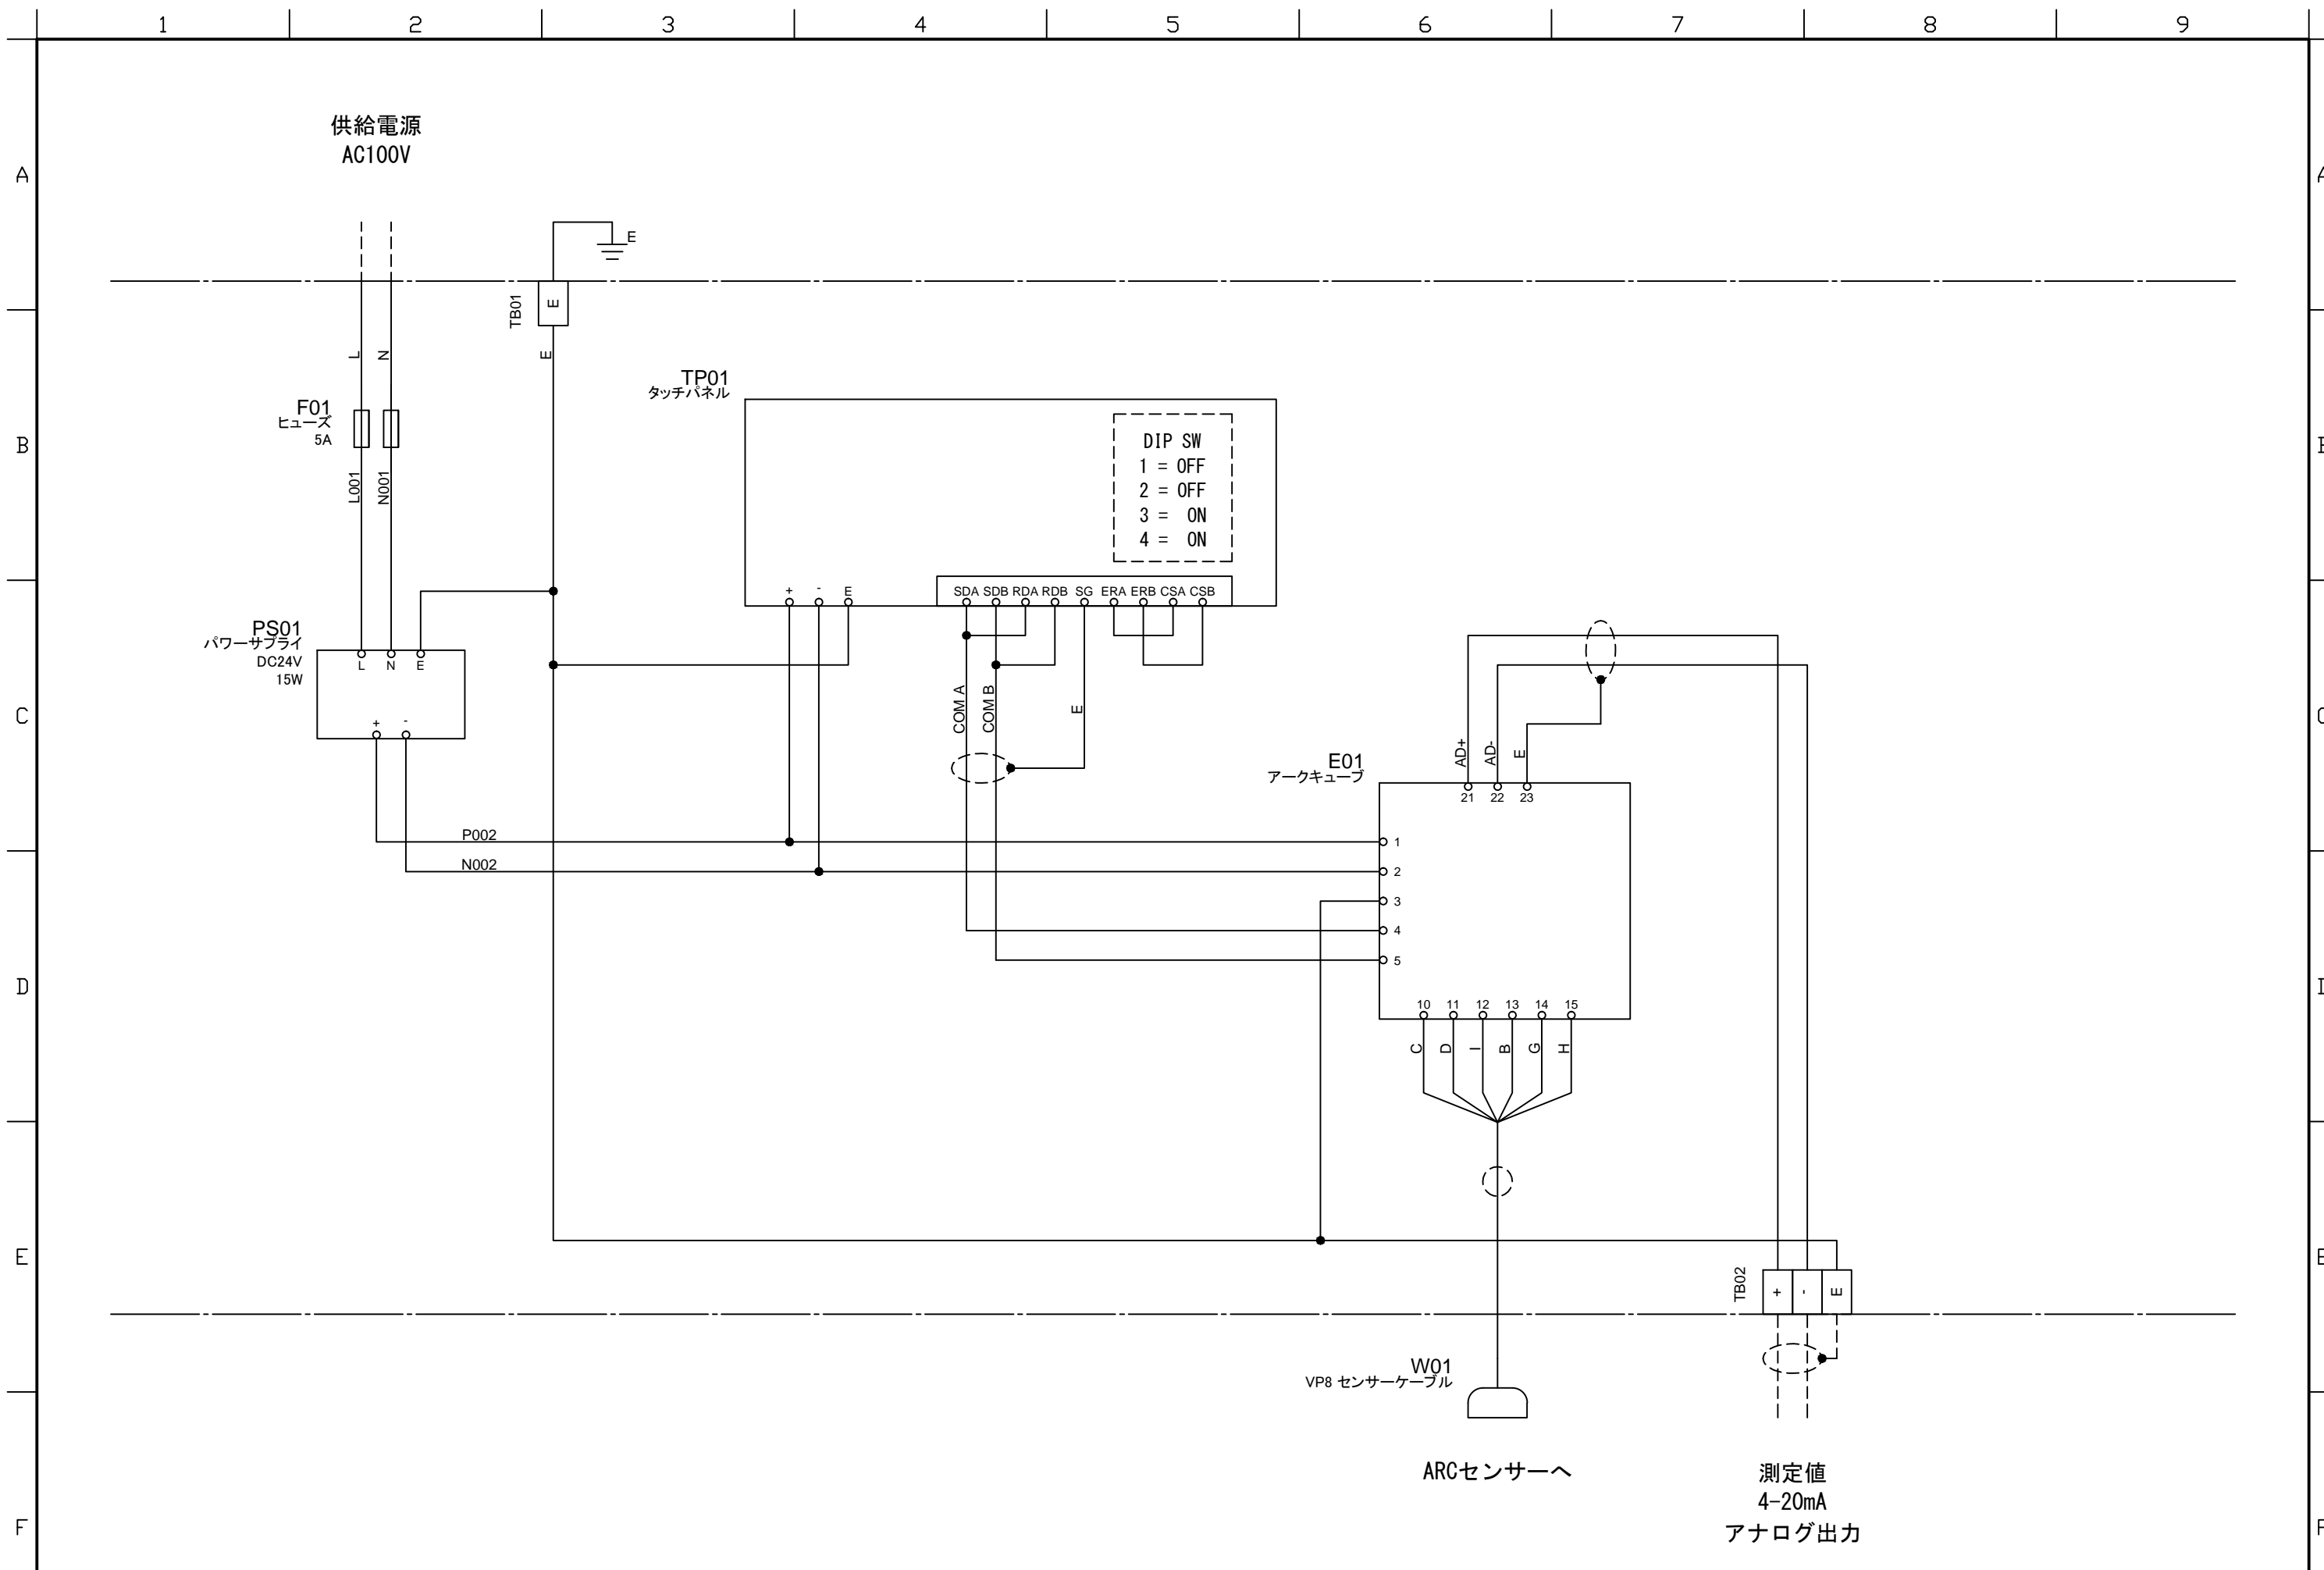 1 2 3 4 5 6 7 8 9
供給電源
AC100V
A
E
TB01
E
L N E
TP01
タッチパネル
F01
ヒューズ
5A
B
DIP SW
1 = OFF
2 = OFF
3 = ON
4 = ON
L001 N001
+ - E SDA SDB RDA RDB SG ERA ERB CSA CSB
PS01
パワーサプライ
DC24V
15W
L N E
+ -
C
COM A COM B E
AD+ AD- E
E01
アークキューブ
21 22 23
P002
1
N002
2
3
4
5
D
10 11 12 13 14 15
C D I B G H
E
TB02
+ - E
W01
VP8 センサーケーブル
ARCセンサーへ
測定値
4-20mA
アナログ出力
F